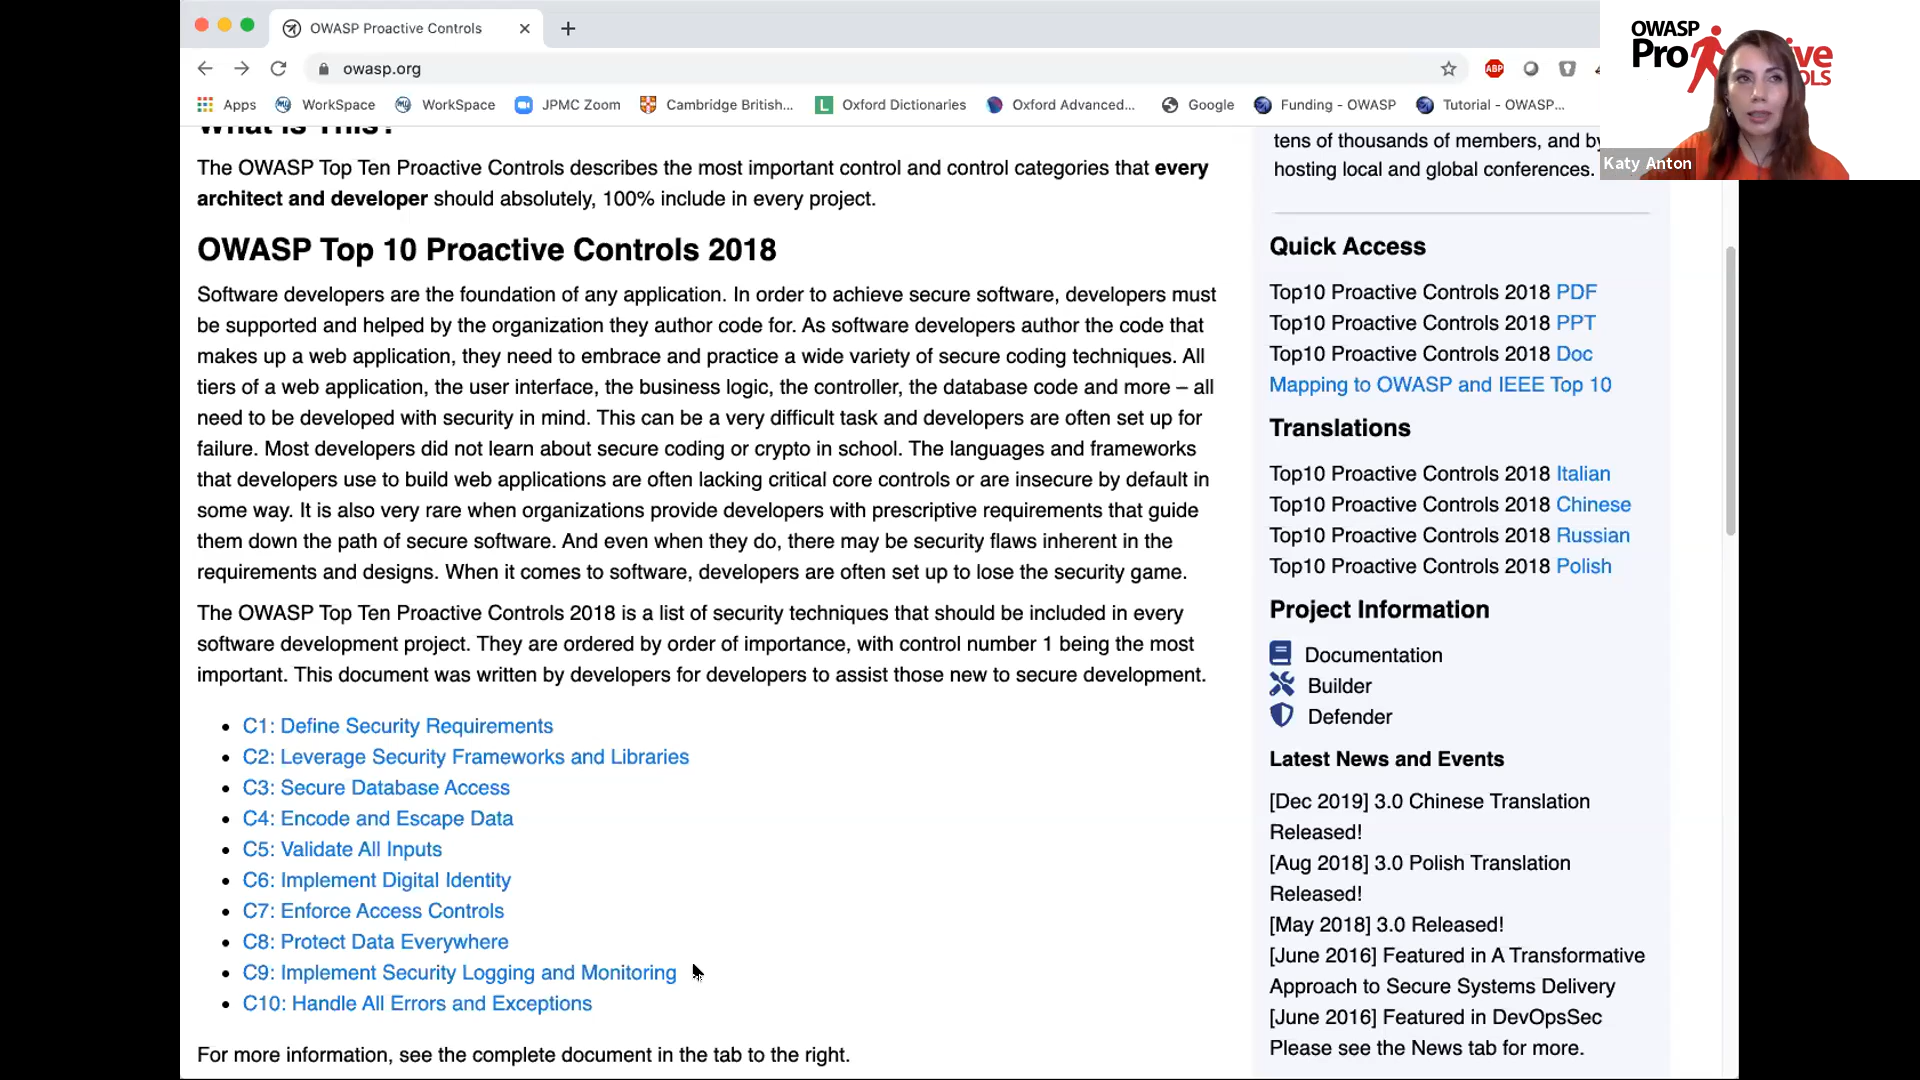 OWASP Proactive Controls
owasp.org
ABP
Apps WorkSpace WorkSpace JPMC Zoom Cambridge British... Oxford Dictionaries Oxford Advanced... Google Funding - OWASP Tutorial - OWASP...
OWASP
Pro ve
OLS
Katy Anton
What is This?
The OWASP Top Ten Proactive Controls describes the most important control and control categories that every
architect and developer should absolutely, 100% include in every project.
OWASP Top 10 Proactive Controls 2018
Software developers are the foundation of any application. In order to achieve secure software, developers must
be supported and helped by the organization they author code for. As software developers author the code that
makes up a web application, they need to embrace and practice a wide variety of secure coding techniques. All
tiers of a web application, the user interface, the business logic, the controller, the database code and more – all
need to be developed with security in mind. This can be a very difficult task and developers are often set up for
failure. Most developers did not learn about secure coding or crypto in school. The languages and frameworks
that developers use to build web applications are often lacking critical core controls or are insecure by default in
some way. It is also very rare when organizations provide developers with prescriptive requirements that guide
them down the path of secure software. And even when they do, there may be security flaws inherent in the
requirements and designs. When it comes to software, developers are often set up to lose the security game.
The OWASP Top Ten Proactive Controls 2018 is a list of security techniques that should be included in every
software development project. They are ordered by order of importance, with control number 1 being the most
important. This document was written by developers for developers to assist those new to secure development.
C1: Define Security Requirements
C2: Leverage Security Frameworks and Libraries
C3: Secure Database Access
C4: Encode and Escape Data
C5: Validate All Inputs
C6: Implement Digital Identity
C7: Enforce Access Controls
C8: Protect Data Everywhere
C9: Implement Security Logging and Monitoring
C10: Handle All Errors and Exceptions
For more information, see the complete document in the tab to the right.
tens of thousands of members, and by
hosting local and global conferences.
Quick Access
Top10 Proactive Controls 2018 PDF
Top10 Proactive Controls 2018 PPT
Top10 Proactive Controls 2018 Doc
Mapping to OWASP and IEEE Top 10
Translations
Top10 Proactive Controls 2018 Italian
Top10 Proactive Controls 2018 Chinese
Top10 Proactive Controls 2018 Russian
Top10 Proactive Controls 2018 Polish
Project Information
Documentation
Builder
Defender
Latest News and Events
[Dec 2019] 3.0 Chinese Translation
Released!
[Aug 2018] 3.0 Polish Translation
Released!
[May 2018] 3.0 Released!
[June 2016] Featured in A Transformative
Approach to Secure Systems Delivery
[June 2016] Featured in DevOpsSec
Please see the News tab for more.